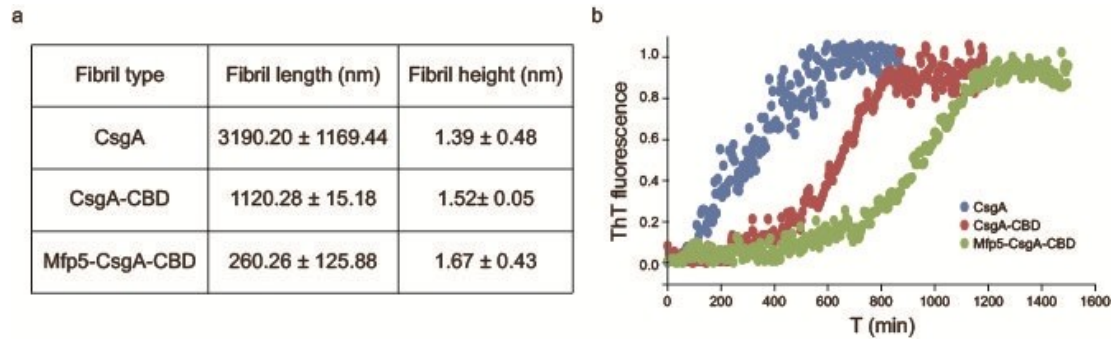 a
Fibril type Fibril length (nm) Fibril height (nm)
CsgA 3190.20 ± 1169.44 1.39 ± 0.48
CsgA-CBD 1120.28 ± 15.18 1.52± 0.05
Mfp5-CsgA-CBD 260.26 ± 125.88 1.67 ± 0.43
b
ThT fluorescence
1.0
0.8
0.6
0.4
0.2
0.0
CsgA
CsgA-CBD
Mfp5-CsgA-CBD
0 200 400 600 800 1000 1200 1400 1600
T (min)